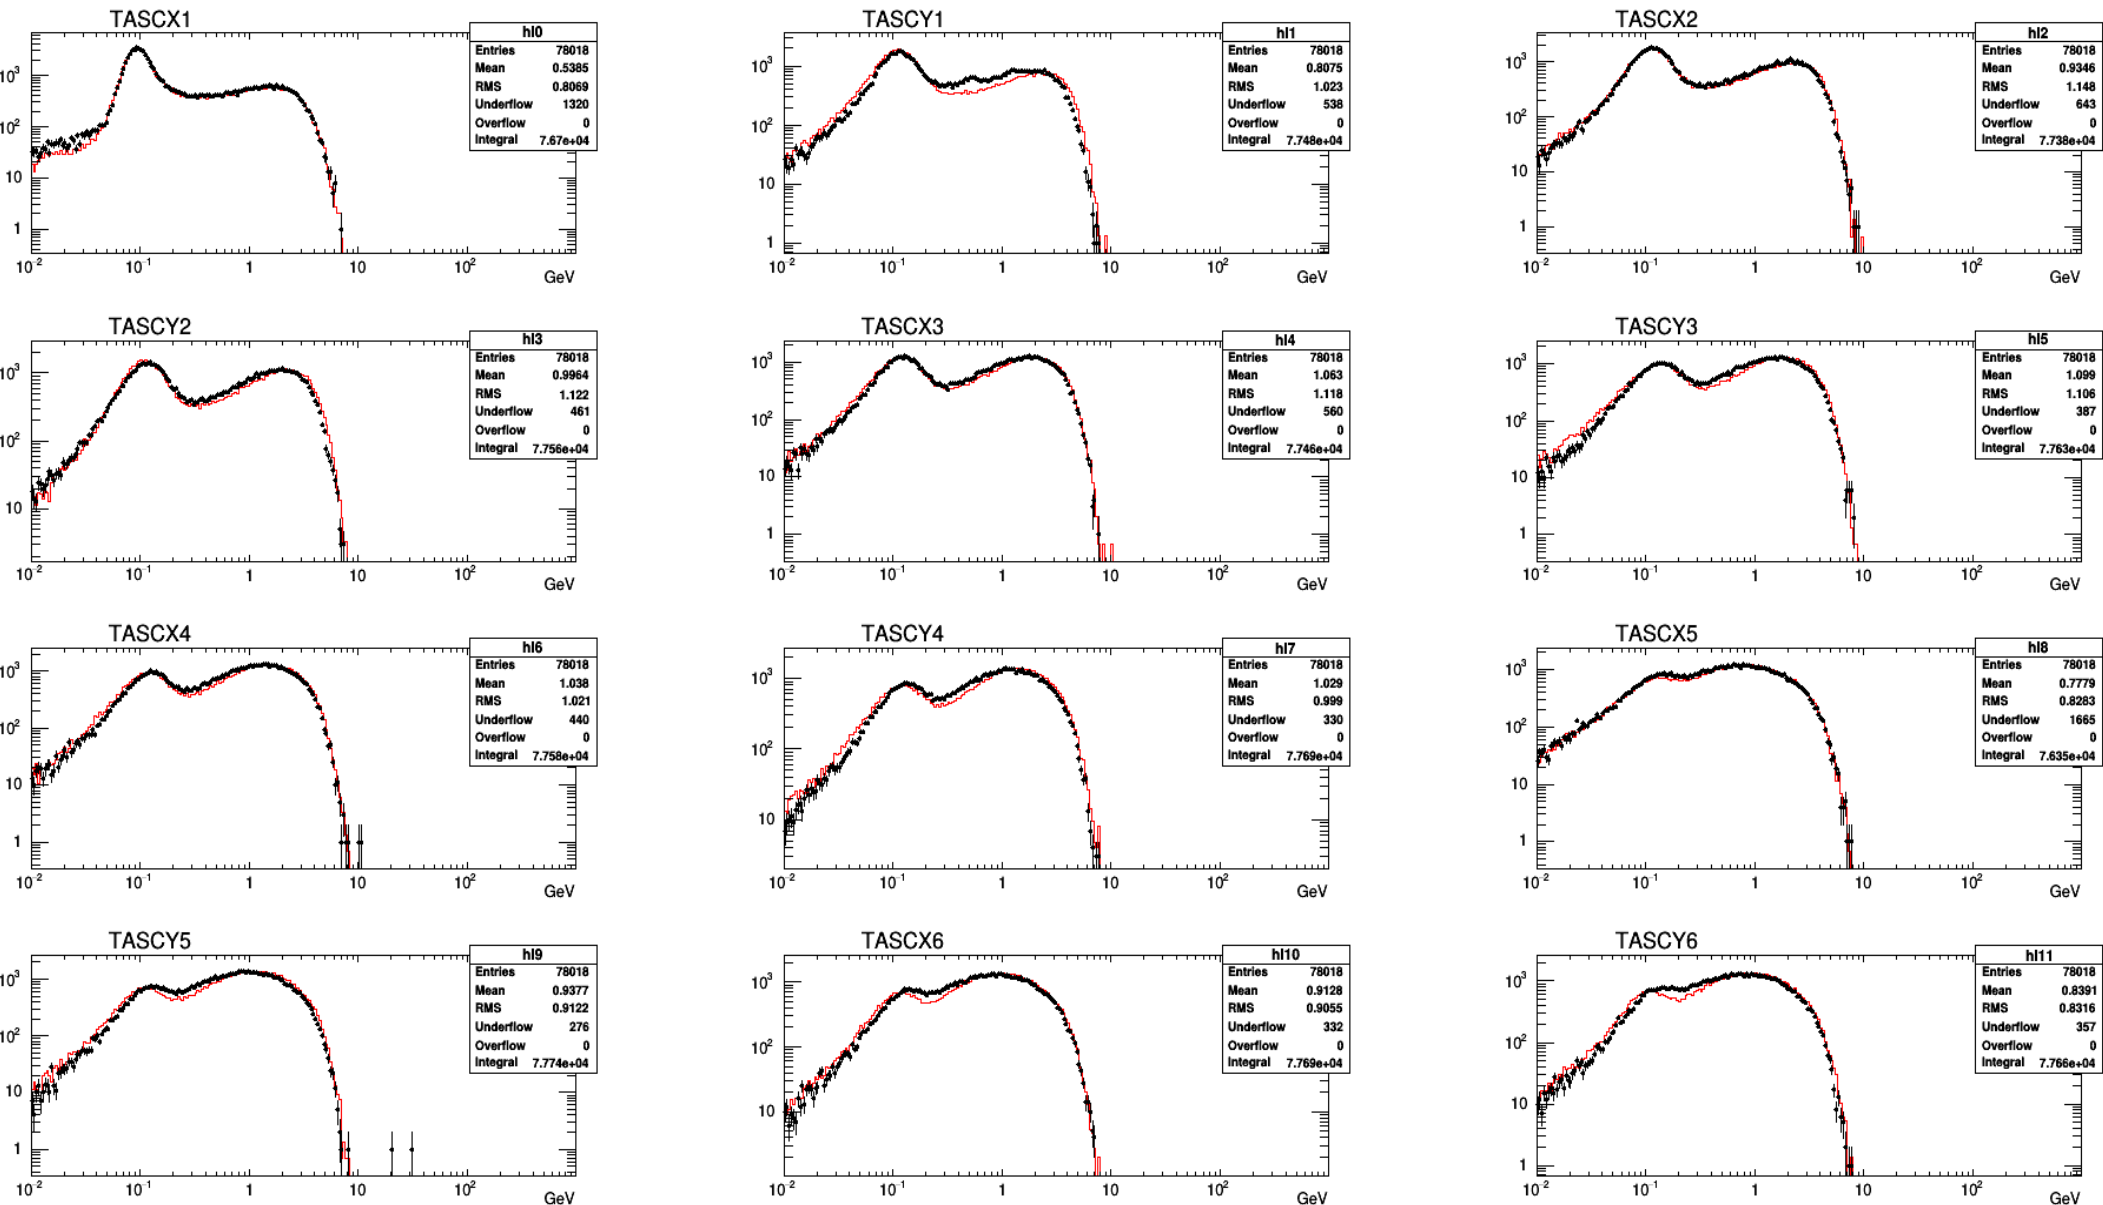 TASCX1
hl0
Entries 78018
Mean 0.5385
RMS 0.8069
Underflow 1320
Overflow 0
Integral 7.67e+04
10³
10²
10
1
10⁻² 10⁻¹ 1 10 10²
GeV
TASCY1
hl1
Entries 78018
Mean 0.8075
RMS 1.023
Underflow 538
Overflow 0
Integral 7.748e+04
10³
10²
10
1
10⁻² 10⁻¹ 1 10 10²
GeV
TASCX2
hl2
Entries 78018
Mean 0.9346
RMS 1.148
Underflow 643
Overflow 0
Integral 7.738e+04
10³
10²
10
1
10⁻² 10⁻¹ 1 10 10²
GeV
TASCY2
hl3
Entries 78018
Mean 0.9964
RMS 1.122
Underflow 461
Overflow 0
Integral 7.756e+04
10³
10²
10
10⁻² 10⁻¹ 1 10 10²
GeV
TASCX3
hl4
Entries 78018
Mean 1.063
RMS 1.118
Underflow 560
Overflow 0
Integral 7.746e+04
10³
10²
10
1
10⁻² 10⁻¹ 1 10 10²
GeV
TASCY3
hl5
Entries 78018
Mean 1.099
RMS 1.106
Underflow 387
Overflow 0
Integral 7.763e+04
10³
10²
10
1
10⁻² 10⁻¹ 1 10 10²
GeV
TASCX4
hl6
Entries 78018
Mean 1.038
RMS 1.021
Underflow 440
Overflow 0
Integral 7.758e+04
10³
10²
10
1
10⁻² 10⁻¹ 1 10 10²
GeV
TASCY4
hl7
Entries 78018
Mean 1.029
RMS 0.999
Underflow 330
Overflow 0
Integral 7.769e+04
10³
10²
10
10⁻² 10⁻¹ 1 10 10²
GeV
TASCX5
hl8
Entries 78018
Mean 0.7779
RMS 0.8283
Underflow 1665
Overflow 0
Integral 7.635e+04
10³
10²
10
1
10⁻² 10⁻¹ 1 10 10²
GeV
TASCY5
hl9
Entries 78018
Mean 0.9377
RMS 0.9122
Underflow 276
Overflow 0
Integral 7.774e+04
10³
10²
10
1
10⁻² 10⁻¹ 1 10 10²
GeV
TASCX6
hl10
Entries 78018
Mean 0.9128
RMS 0.9055
Underflow 332
Overflow 0
Integral 7.769e+04
10³
10²
10
10⁻² 10⁻¹ 1 10 10²
GeV
TASCY6
hl11
Entries 78018
Mean 0.8391
RMS 0.8316
Underflow 357
Overflow 0
Integral 7.766e+04
10³
10²
10
1
10⁻² 10⁻¹ 1 10 10²
GeV